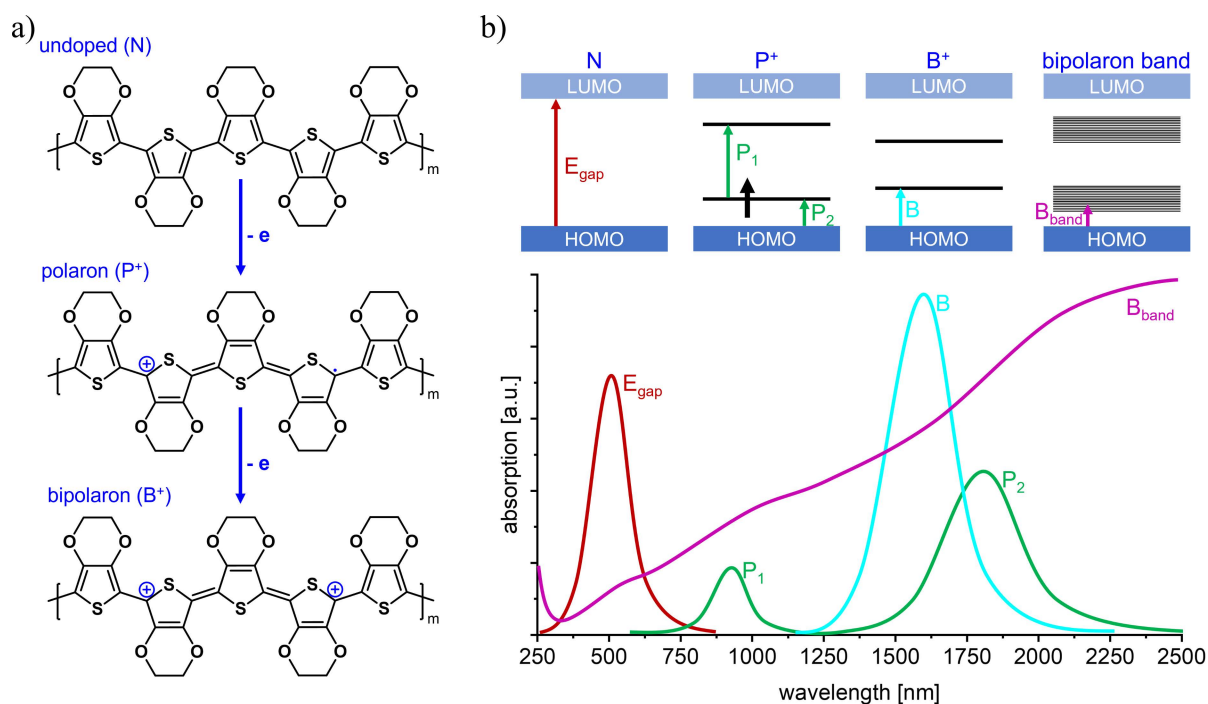 a)
undoped (N)
O O O O O O
S S
[ ]m
S S S
O O O O
- e
polaron (P+)
O O O O O O
⊕ S S ·
[ ]m
S S S
O O O O
- e
bipolaron (B+)
O O O O O O
⊕ S S ⊕
[ ]m
S S S
O O O O
b)
N P+ B+ bipolaron band
LUMO LUMO LUMO LUMO
Egap P1 P2 B Bband
HOMO HOMO HOMO HOMO
absorption [a.u.]
Egap
P1
B
P2
Bband
250 500 750 1000 1250 1500 1750 2000 2250 2500
wavelength [nm]